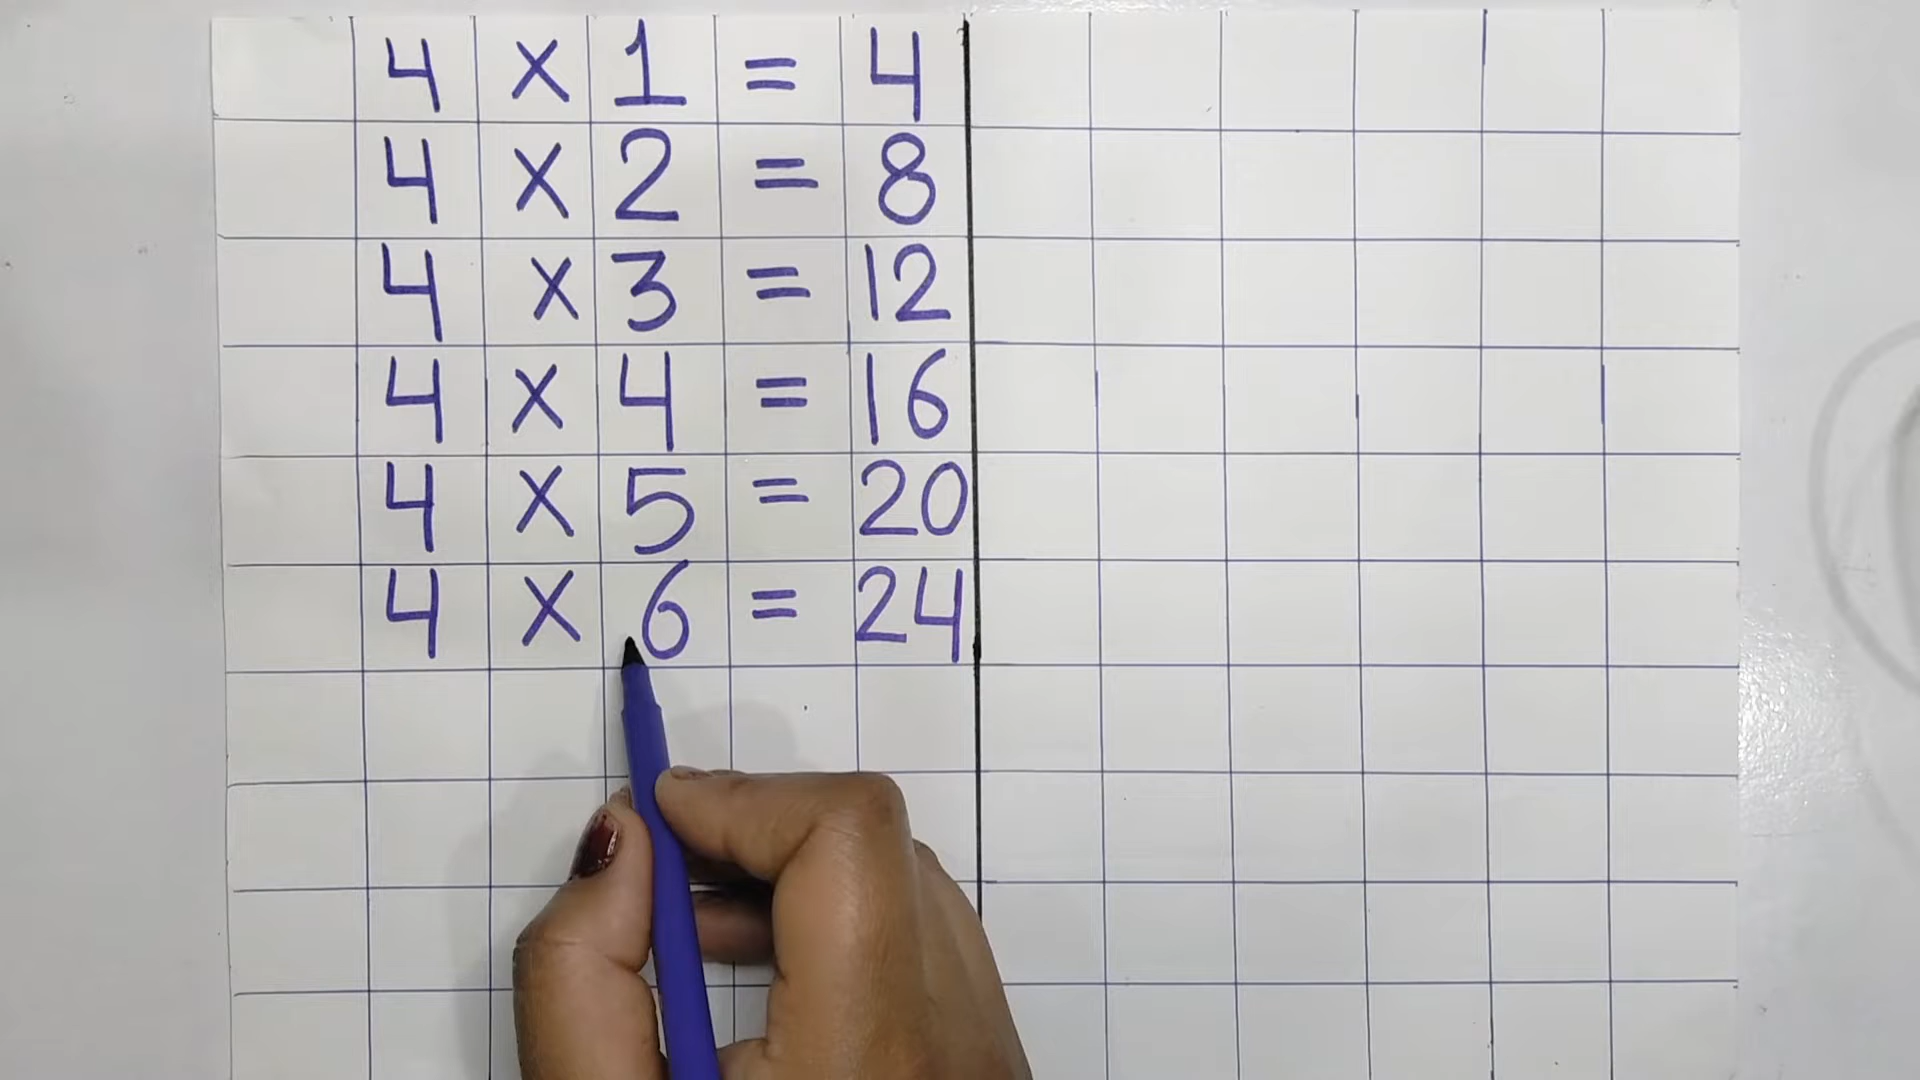 4 × 1 = 4
4 × 2 = 8
4 × 3 = 12
4 × 4 = 16
4 × 5 = 20
4 × 6 = 24